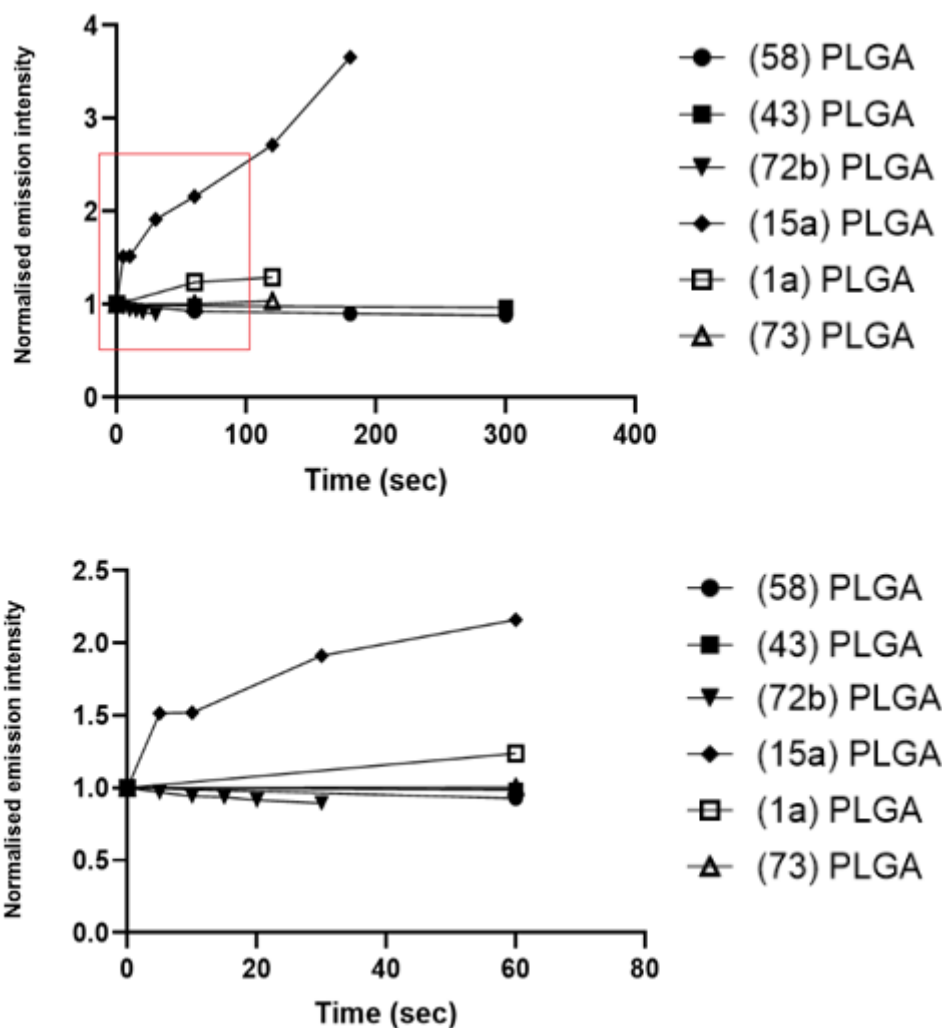 Normalised emission intensity
4
3
2
1
0
0 100 200 300 400
Time (sec)
(58) PLGA
(43) PLGA
(72b) PLGA
(15a) PLGA
(1a) PLGA
(73) PLGA
Normalised emission intensity
2.5
2.0
1.5
1.0
0.5
0.0
0 20 40 60 80
Time (sec)
(58) PLGA
(43) PLGA
(72b) PLGA
(15a) PLGA
(1a) PLGA
(73) PLGA